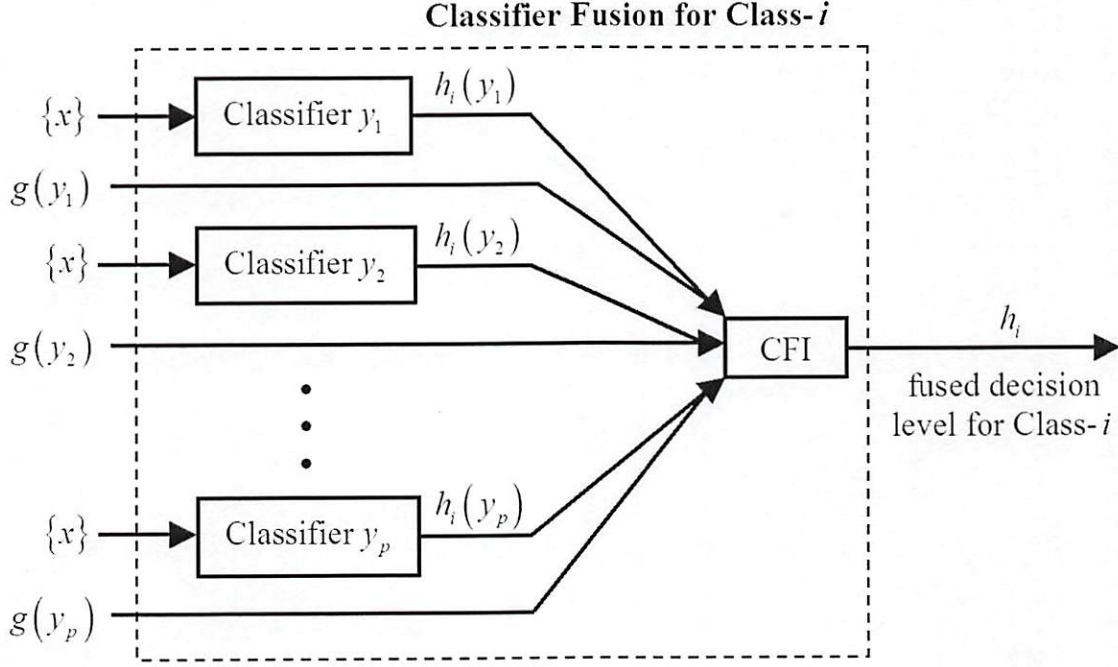 Classifier Fusion for Class-i
{x}
Classifier y₁
hᵢ(y₁)
g(y₁)
{x}
Classifier y₂
hᵢ(y₂)
g(y₂)
CFI
hᵢ
fused decision
level for Class-i
{x}
Classifier yₚ
hᵢ(yₚ)
g(yₚ)